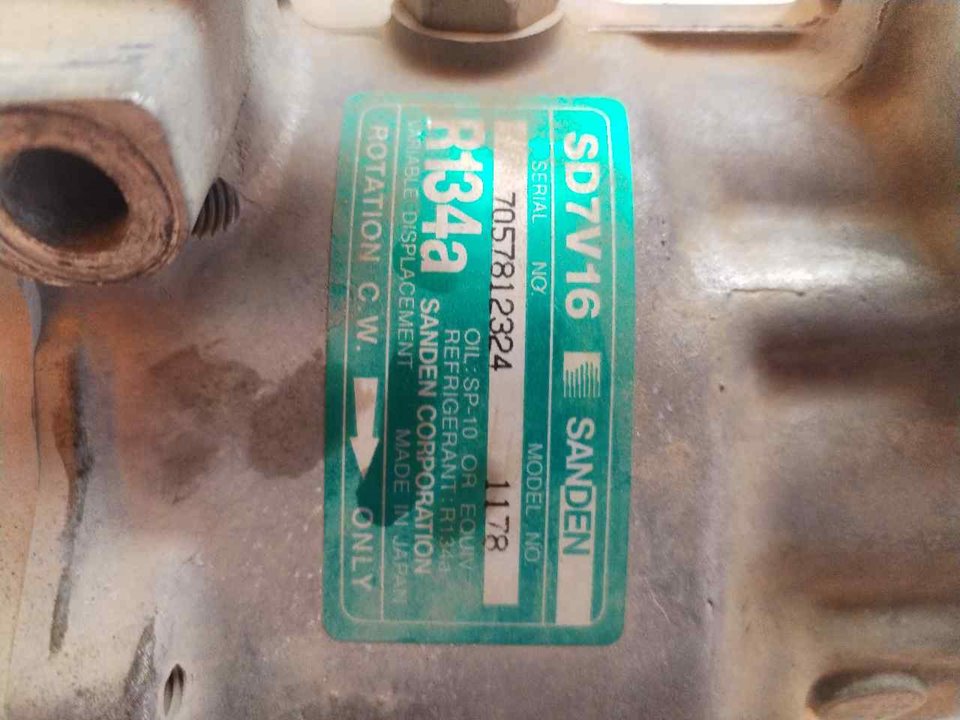 SD7V16 SANDEN
SERIAL NO. MODEL NO.
7057812324 1178
R134a
OIL: SP-10 OR EQUIV
REFRIGERANT: R134a
SANDEN CORPORATION
VARIABLE DISPLACEMENT MADE IN JAPAN
ROTATION C.W. ONLY